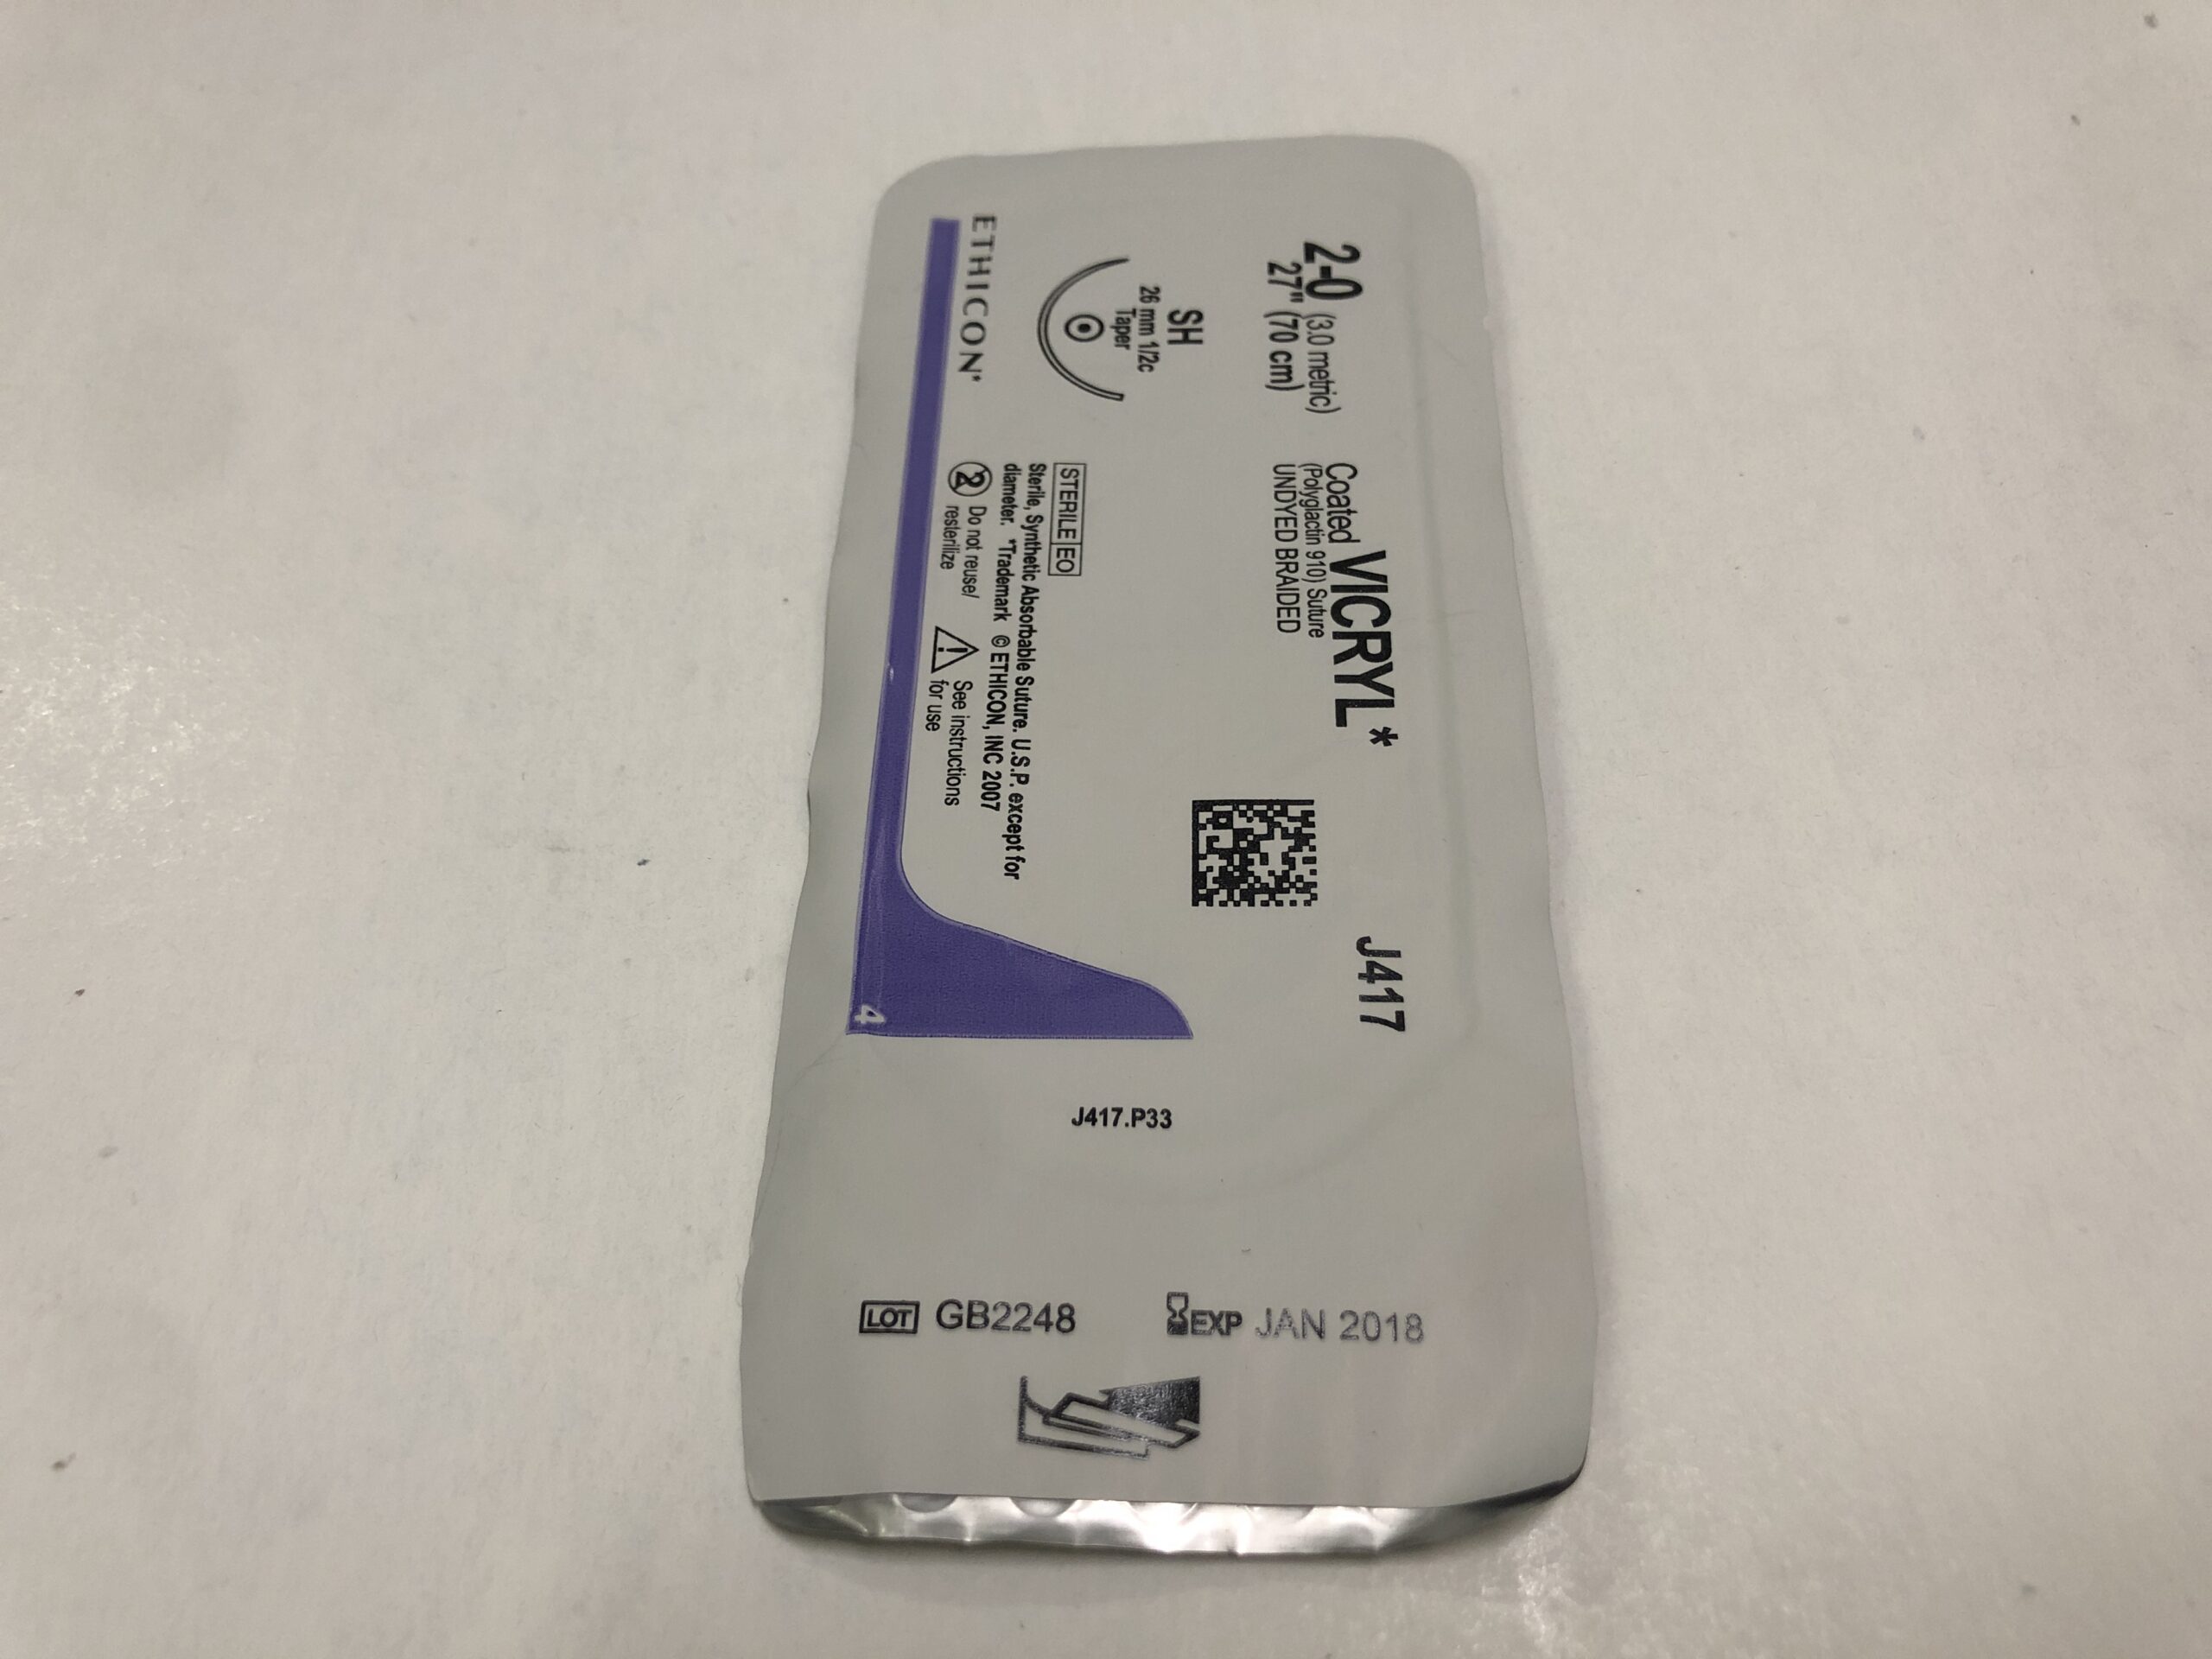 2-0 (3.0 metric)
27" (70 cm)
Coated VICRYL*
(Polyglactin 910) Suture
UNDYED BRAIDED
J417
SH
26 mm 1/2c
Taper
ETHICON*
STERILE EO
Sterile, Synthetic Absorbable Suture. U.S.P. except for
diameter. *Trademark © ETHICON, INC 2007
2 Do not reuse/
resterilize
! See instructions
for use
4
J417.P33
LOT GB2248
EXP JAN 2018